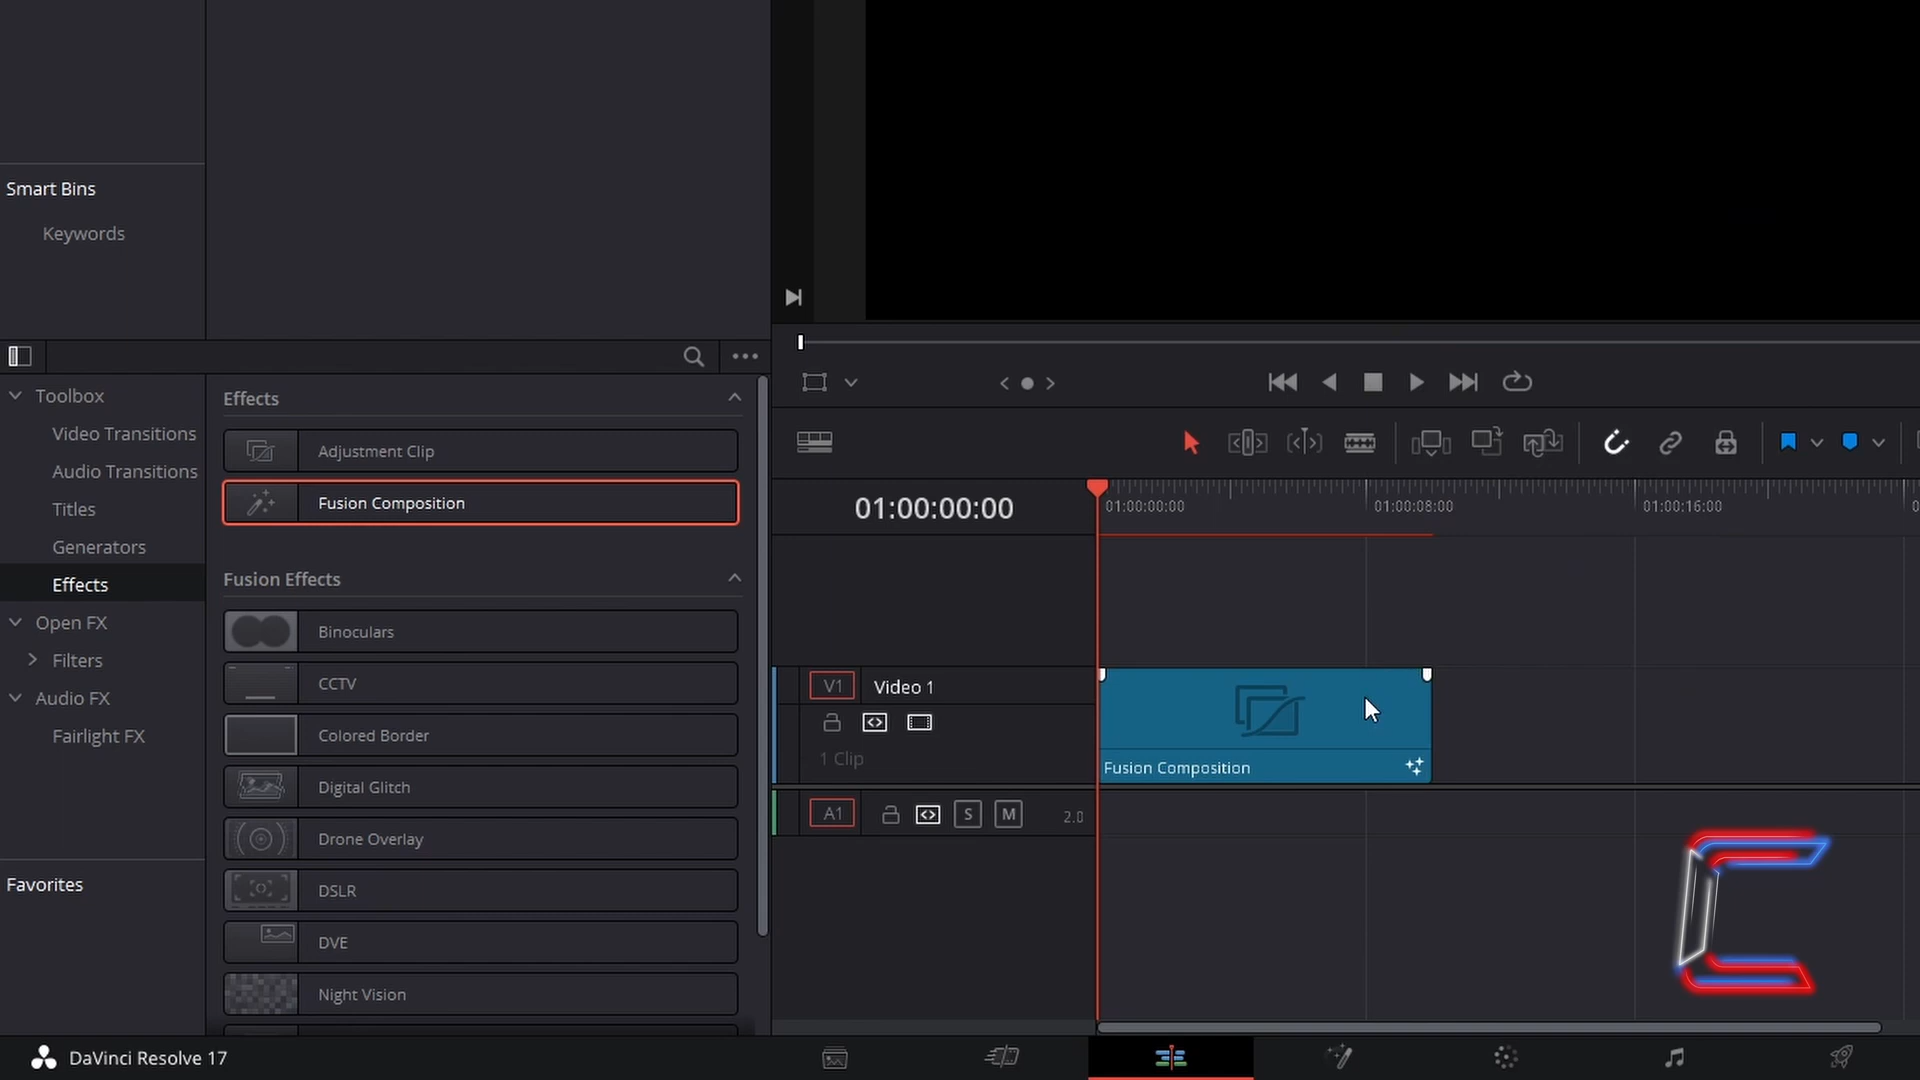 Smart Bins
Keywords
Toolbox
Video Transitions
Audio Transitions
Titles
Generators
Effects
Open FX
Filters
Audio FX
Fairlight FX
Favorites
Effects
Adjustment Clip
Fusion Composition
Fusion Effects
Binoculars
CCTV
Colored Border
Digital Glitch
Drone Overlay
DSLR
DVE
Night Vision
01:00:00:00
01:00:00:00
01:00:08:00
01:00:16:00
V1
Video 1
1 Clip
Fusion Composition
A1
S
M
2.0
DaVinci Resolve 17